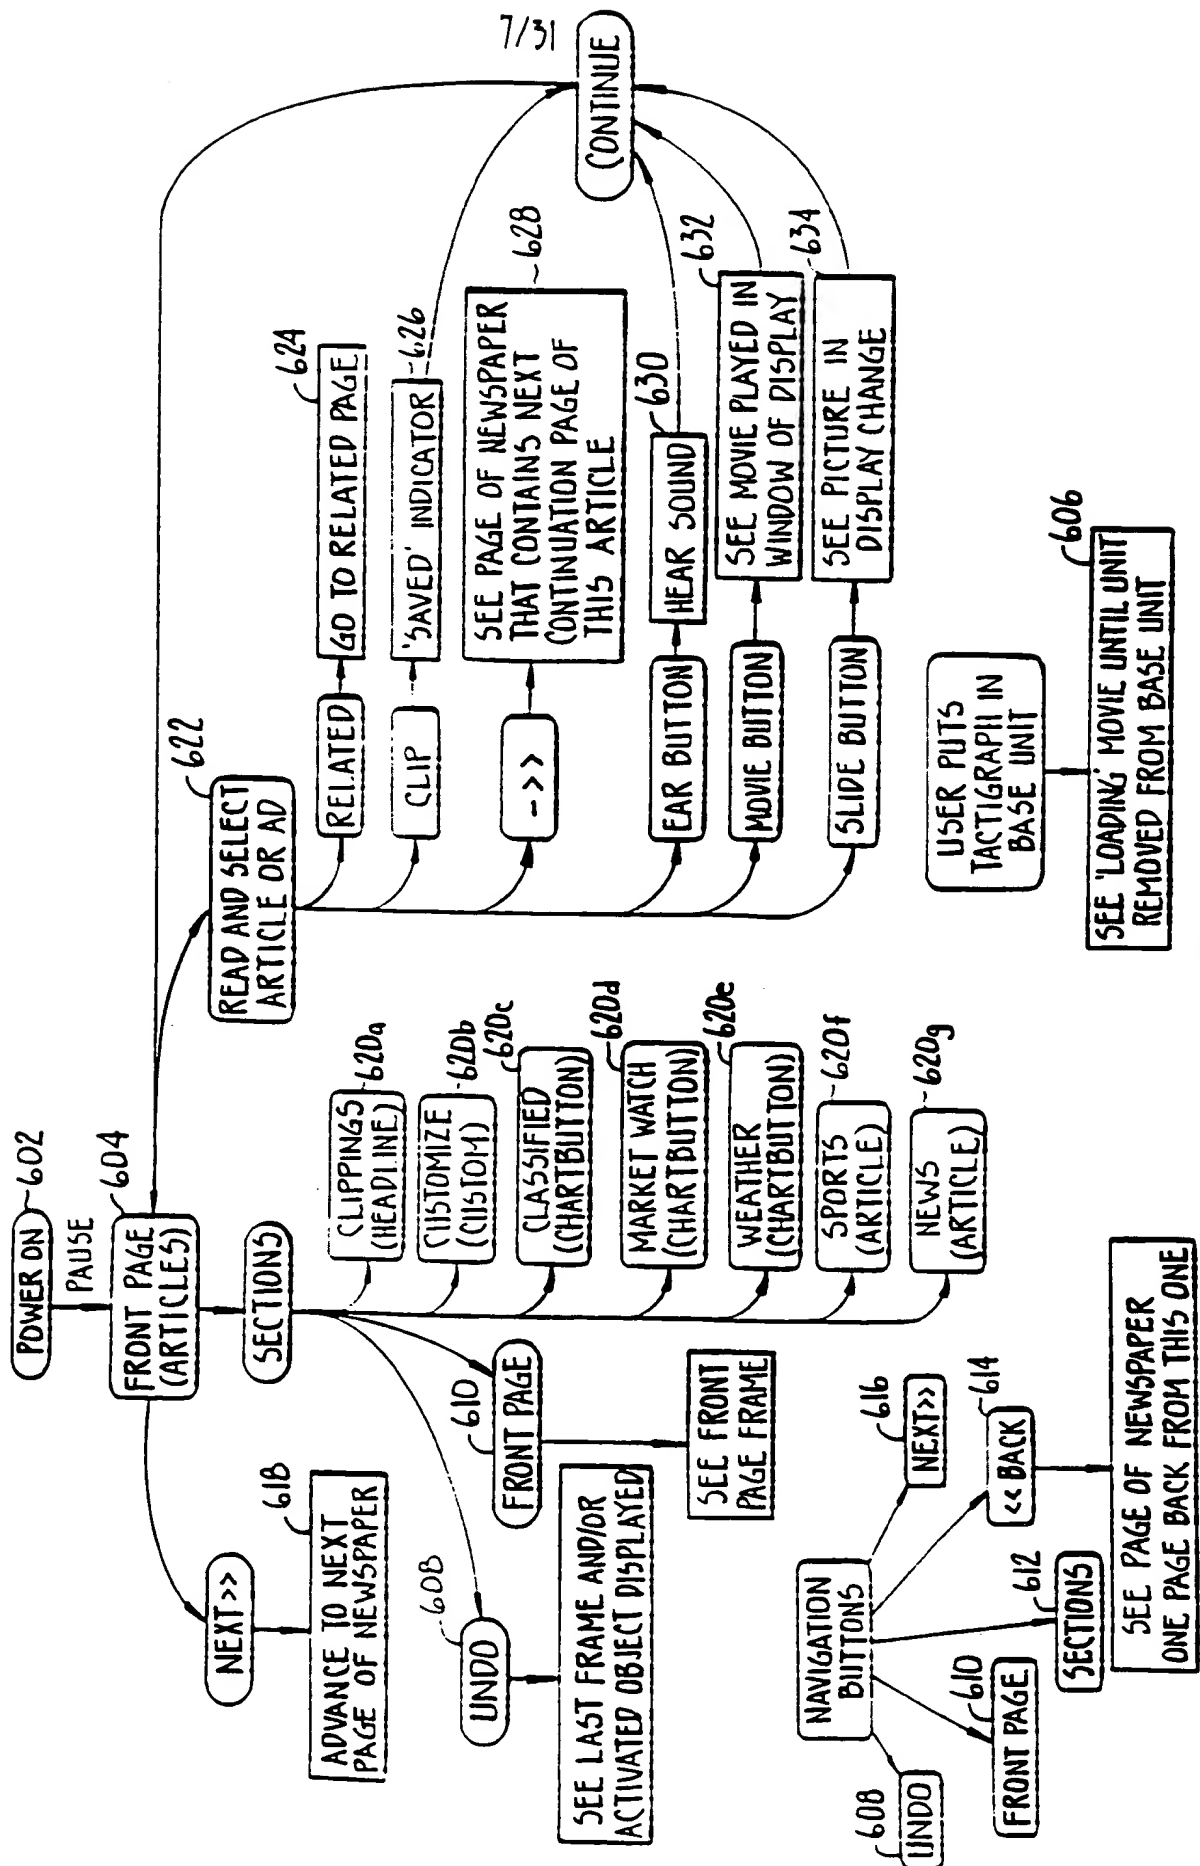 7/31
POWER ON
602
PAUSE
604
FRONT PAGE
(ARTICLES)
NEXT>>
618
ADVANCE TO NEXT
PAGE OF NEWSPAPER
SECTIONS
608
UNDO
SEE LAST FRAME AND/OR
ACTIVATED OBJECT DISPLAYED
610
FRONT PAGE
SEE FRONT
PAGE FRAME
CLIPPINGS
(HEADLINE)
620a
CUSTOMIZE
(CUSTOM)
620b
CLASSIFIED
(CHARTBUTTON)
620c
MARKET WATCH
(CHARTBUTTON)
620d
WEATHER
(CHARTBUTTON)
620e
SPORTS
(ARTICLE)
620f
NEWS
(ARTICLE)
620g
622
READ AND SELECT
ARTICLE OR AD
RELATED
GO TO RELATED PAGE
624
CLIP
'SAVED' INDICATOR
626
->>
SEE PAGE OF NEWSPAPER
THAT CONTAINS NEXT
CONTINUATION PAGE OF
THIS ARTICLE
628
EAR BUTTON
HEAR SOUND
630
MOVIE BUTTON
SEE MOVIE PLAYED IN
WINDOW OF DISPLAY
632
SLIDE BUTTON
SEE PICTURE IN
DISPLAY CHANGE
634
CONTINUE
NAVIGATION
BUTTONS
608
UNDO
610
FRONT PAGE
612
SECTIONS
614
<< BACK
616
NEXT>>
SEE PAGE OF NEWSPAPER
ONE PAGE BACK FROM THIS ONE
USER PUTS
TACTIGRAPH IN
BASE UNIT
606
SEE 'LOADING' MOVIE UNTIL UNIT
REMOVED FROM BASE UNIT